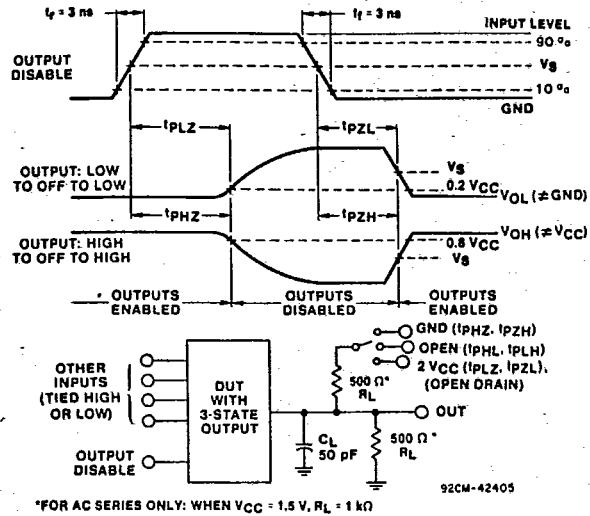 tf = 3 ns
tf = 3 ns
INPUT LEVEL
90 %
OUTPUT
DISABLE
VS
10 %
GND
tPLZ
tPZL
OUTPUT: LOW
TO OFF TO LOW
VS
0.2 VCC
VOL (≠GND)
tPHZ
tPZH
OUTPUT: HIGH
TO OFF TO HIGH
VOH (≠VCC)
0.8 VCC
VS
OUTPUTS
ENABLED
OUTPUTS
DISABLED
OUTPUTS
ENABLED
GND (tPHZ, tPZH)
OPEN (tPHL, tPLH)
2 VCC (tPLZ, tPZL),
(OPEN DRAIN)
OTHER
INPUTS
(TIED HIGH
OR LOW)
DUT
WITH
3-STATE
OUTPUT
500 Ω*
RL
OUT
CL
50 pF
500 Ω*
RL
OUTPUT
DISABLE
92CM-42405
*FOR AC SERIES ONLY: WHEN VCC = 1.5 V, RL = 1 kΩ